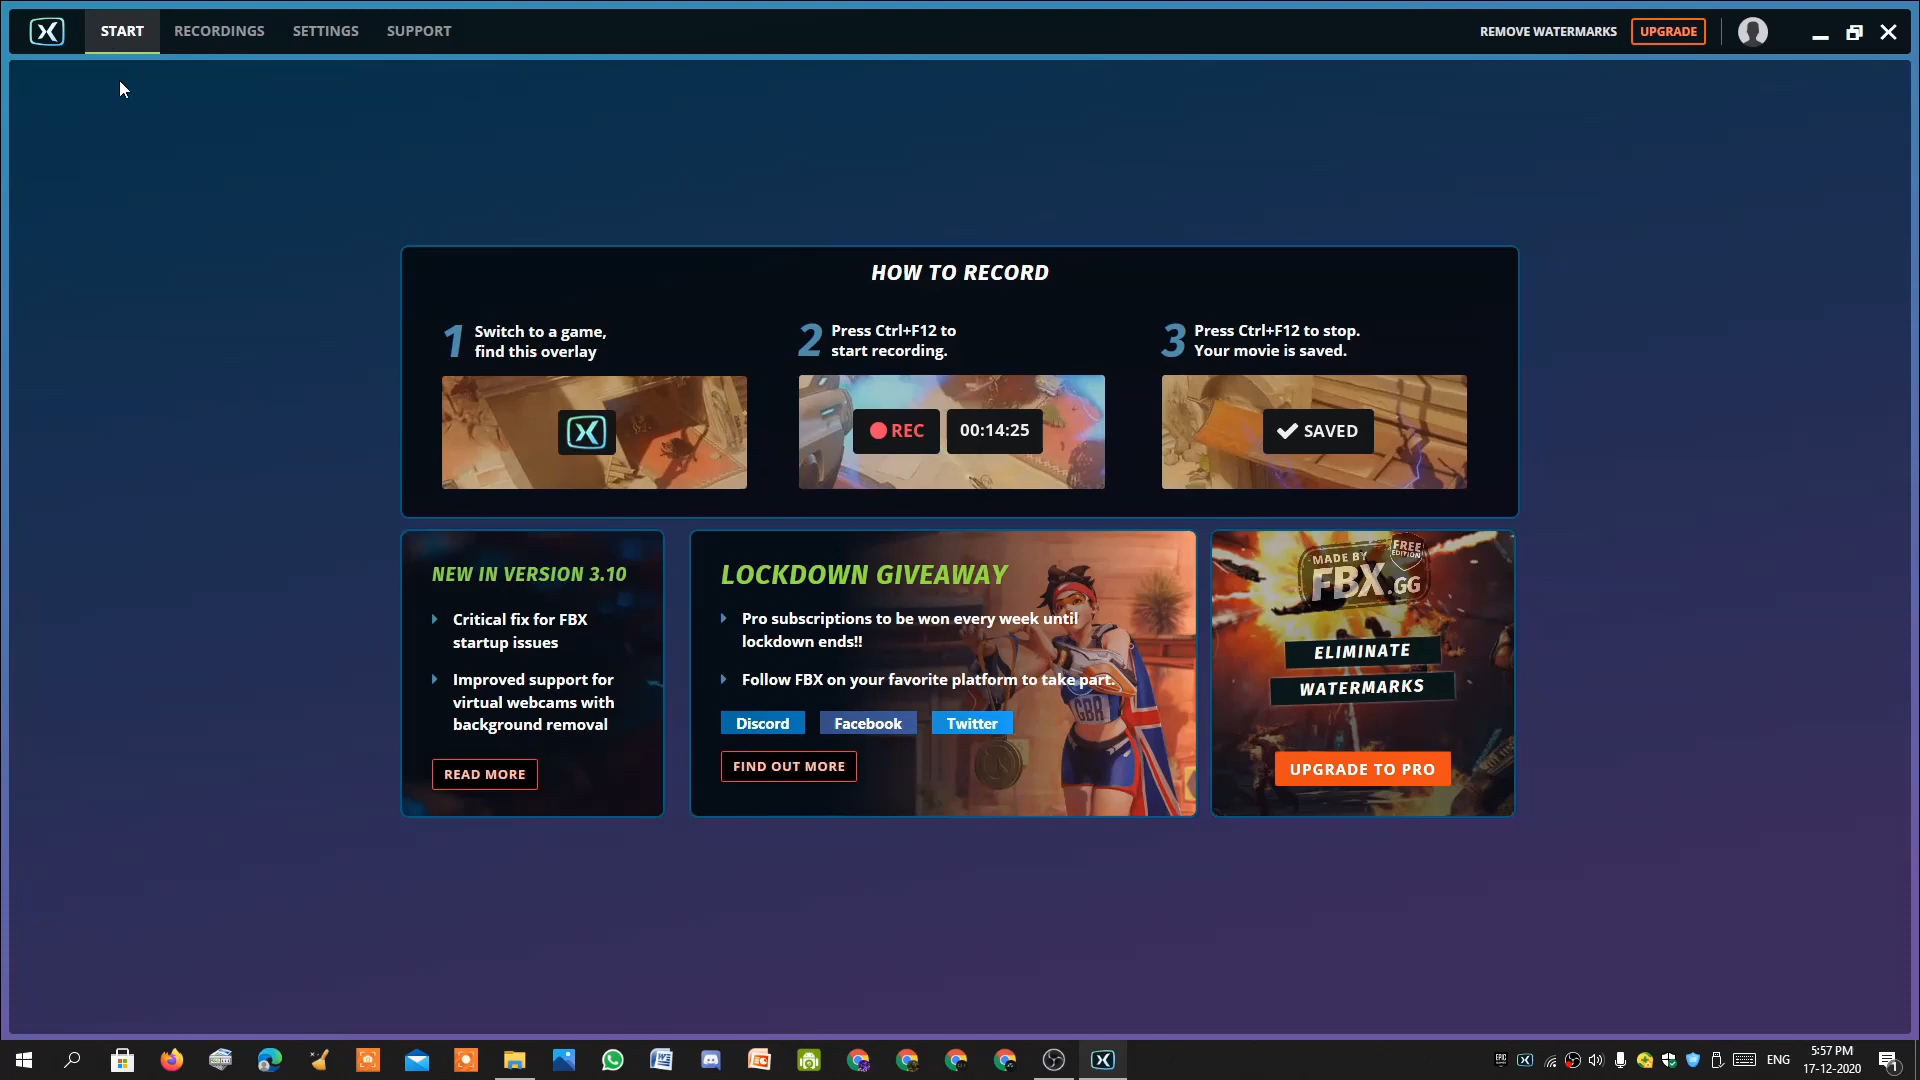 START
RECORDINGS
SETTINGS
SUPPORT
REMOVE WATERMARKS
UPGRADE
HOW TO RECORD
1
Switch to a game,
find this overlay
2
Press Ctrl+F12 to
start recording.
REC
00:14:25
3
Press Ctrl+F12 to stop.
Your movie is saved.
SAVED
NEW IN VERSION 3.10
Critical fix for FBX
startup issues
Improved support for
virtual webcams with
background removal
READ MORE
LOCKDOWN GIVEAWAY
Pro subscriptions to be won every week until
lockdown ends!!
Follow FBX on your favorite platform to take part.
Discord
Facebook
Twitter
FIND OUT MORE
GBR
MADE BY
FREE
EDITION
FBX.GG
ELIMINATE
WATERMARKS
UPGRADE TO PRO
EPIC
ENG
5:57 PM
17-12-2020
1